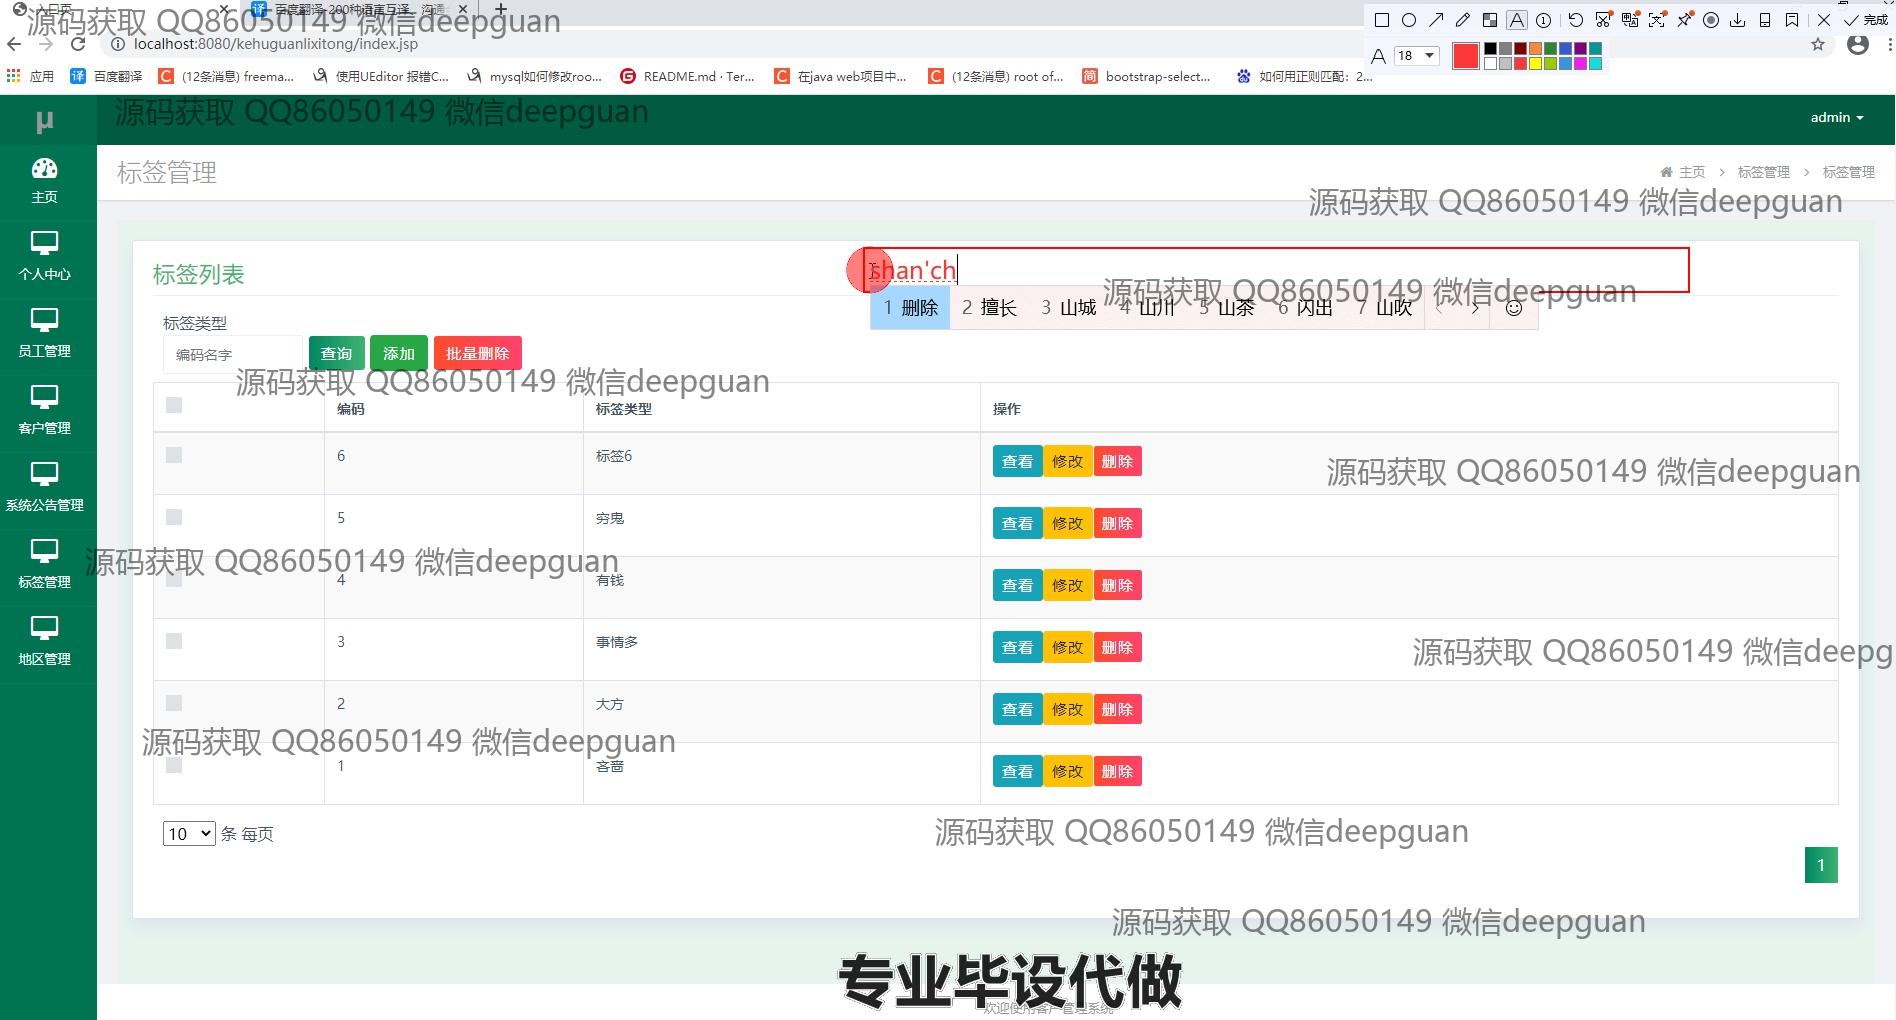 入口页
百度翻译-200种语言互译、沟通
源码获取 QQ86050149 微信deepguan
完成
localhost:8080/kehuguanlixitong/index.jsp
A 18
应用 百度翻译 (12条消息) freema... 使用UEditor 报错C... mysql如何修改roo... README.md · Ter... 在java web项目中... (12条消息) root of... bootstrap-select... 如何用正则匹配：2...
μ
源码获取 QQ86050149 微信deepguan
admin
标签管理
主页 > 标签管理 > 标签管理
主页
源码获取 QQ86050149 微信deepguan
个人中心
标签列表
shan'ch
源码获取 QQ86050149 微信deepguan
1 删除 2 擅长 3 山城 4 山川 5 山茶 6 闪出 7 山吹
标签类型
员工管理
编码名字 查询 添加 批量删除
源码获取 QQ86050149 微信deepguan
编码 标签类型 操作
客户管理
6 标签6 查看 修改 删除
源码获取 QQ86050149 微信deepguan
系统公告管理
5 穷鬼 查看 修改 删除
源码获取 QQ86050149 微信deepguan
标签管理
4 有钱 查看 修改 删除
3 事情多 查看 修改 删除
源码获取 QQ86050149 微信deepg
地区管理
2 大方 查看 修改 删除
源码获取 QQ86050149 微信deepguan
1 吝啬 查看 修改 删除
10 条 每页
源码获取 QQ86050149 微信deepguan
1
源码获取 QQ86050149 微信deepguan
专业毕设代做
欢迎使用客户管理系统